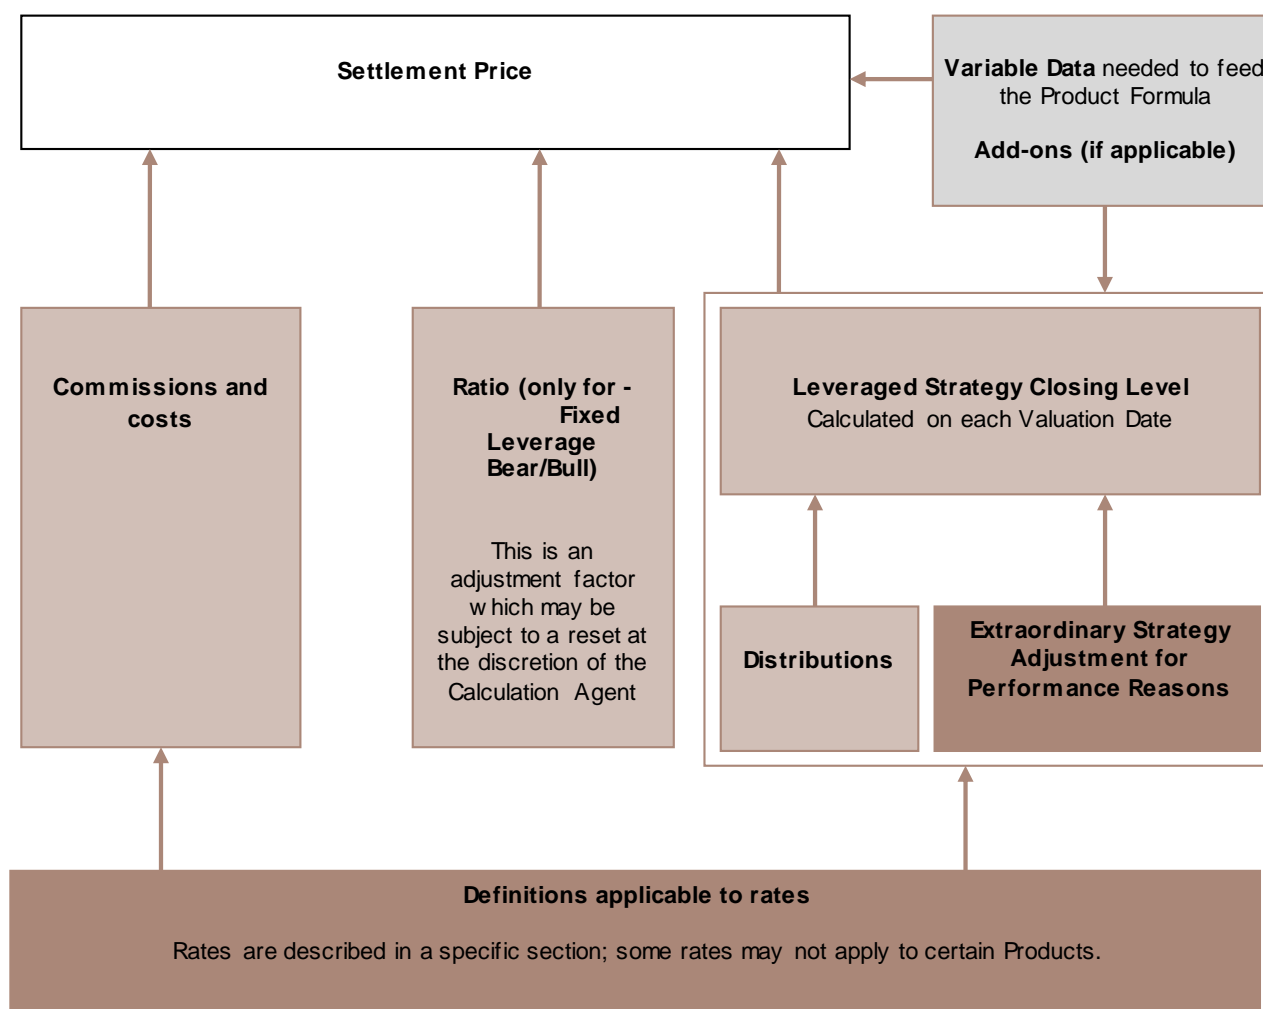 Settlement Price
Variable Data needed to feed
the Product Formula
Add-ons (if applicable)
Commissions and
costs
Ratio (only for -
Fixed
Leverage
Bear/Bull)
This is an
adjustment factor
which may be
subject to a reset at
the discretion of the
Calculation Agent
Leveraged Strategy Closing Level
Calculated on each Valuation Date
Distributions
Extraordinary Strategy
Adjustment for
Performance Reasons
Definitions applicable to rates
Rates are described in a specific section; some rates may not apply to certain Products.